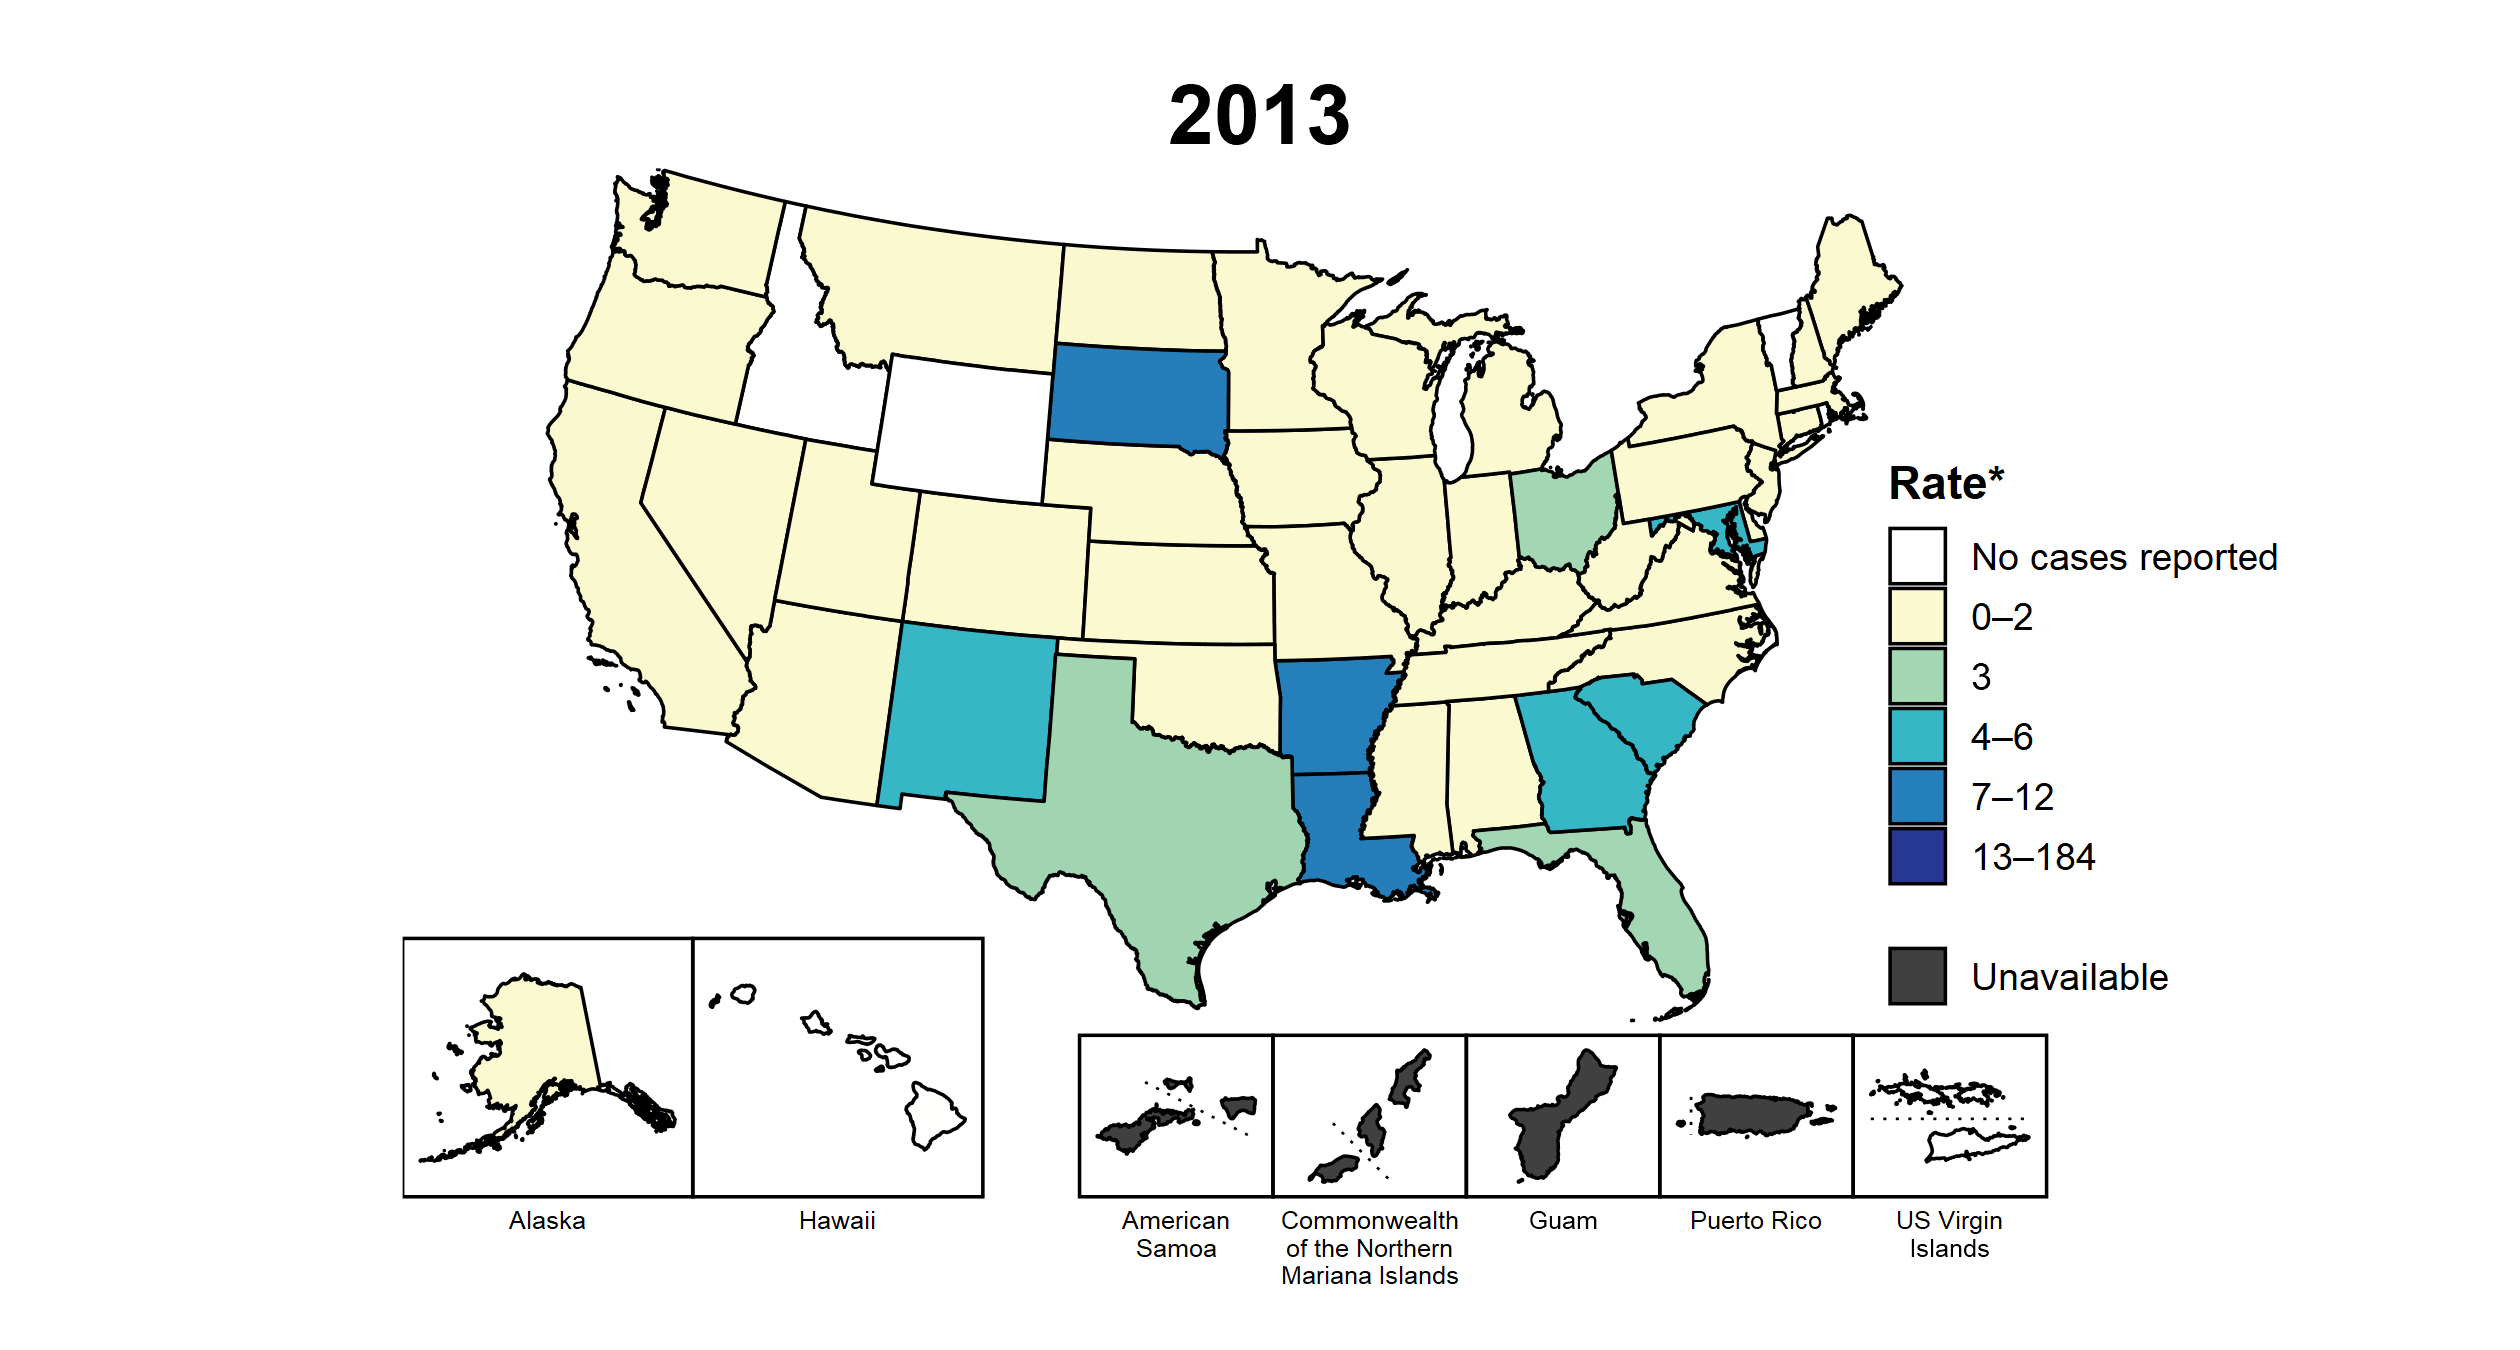 2013
Rate*
No cases reported
0–2
3
4–6
7–12
13–184
Unavailable
Alaska
Hawaii
American
Samoa
Commonwealth
of the Northern
Mariana Islands
Guam
Puerto Rico
US Virgin
Islands